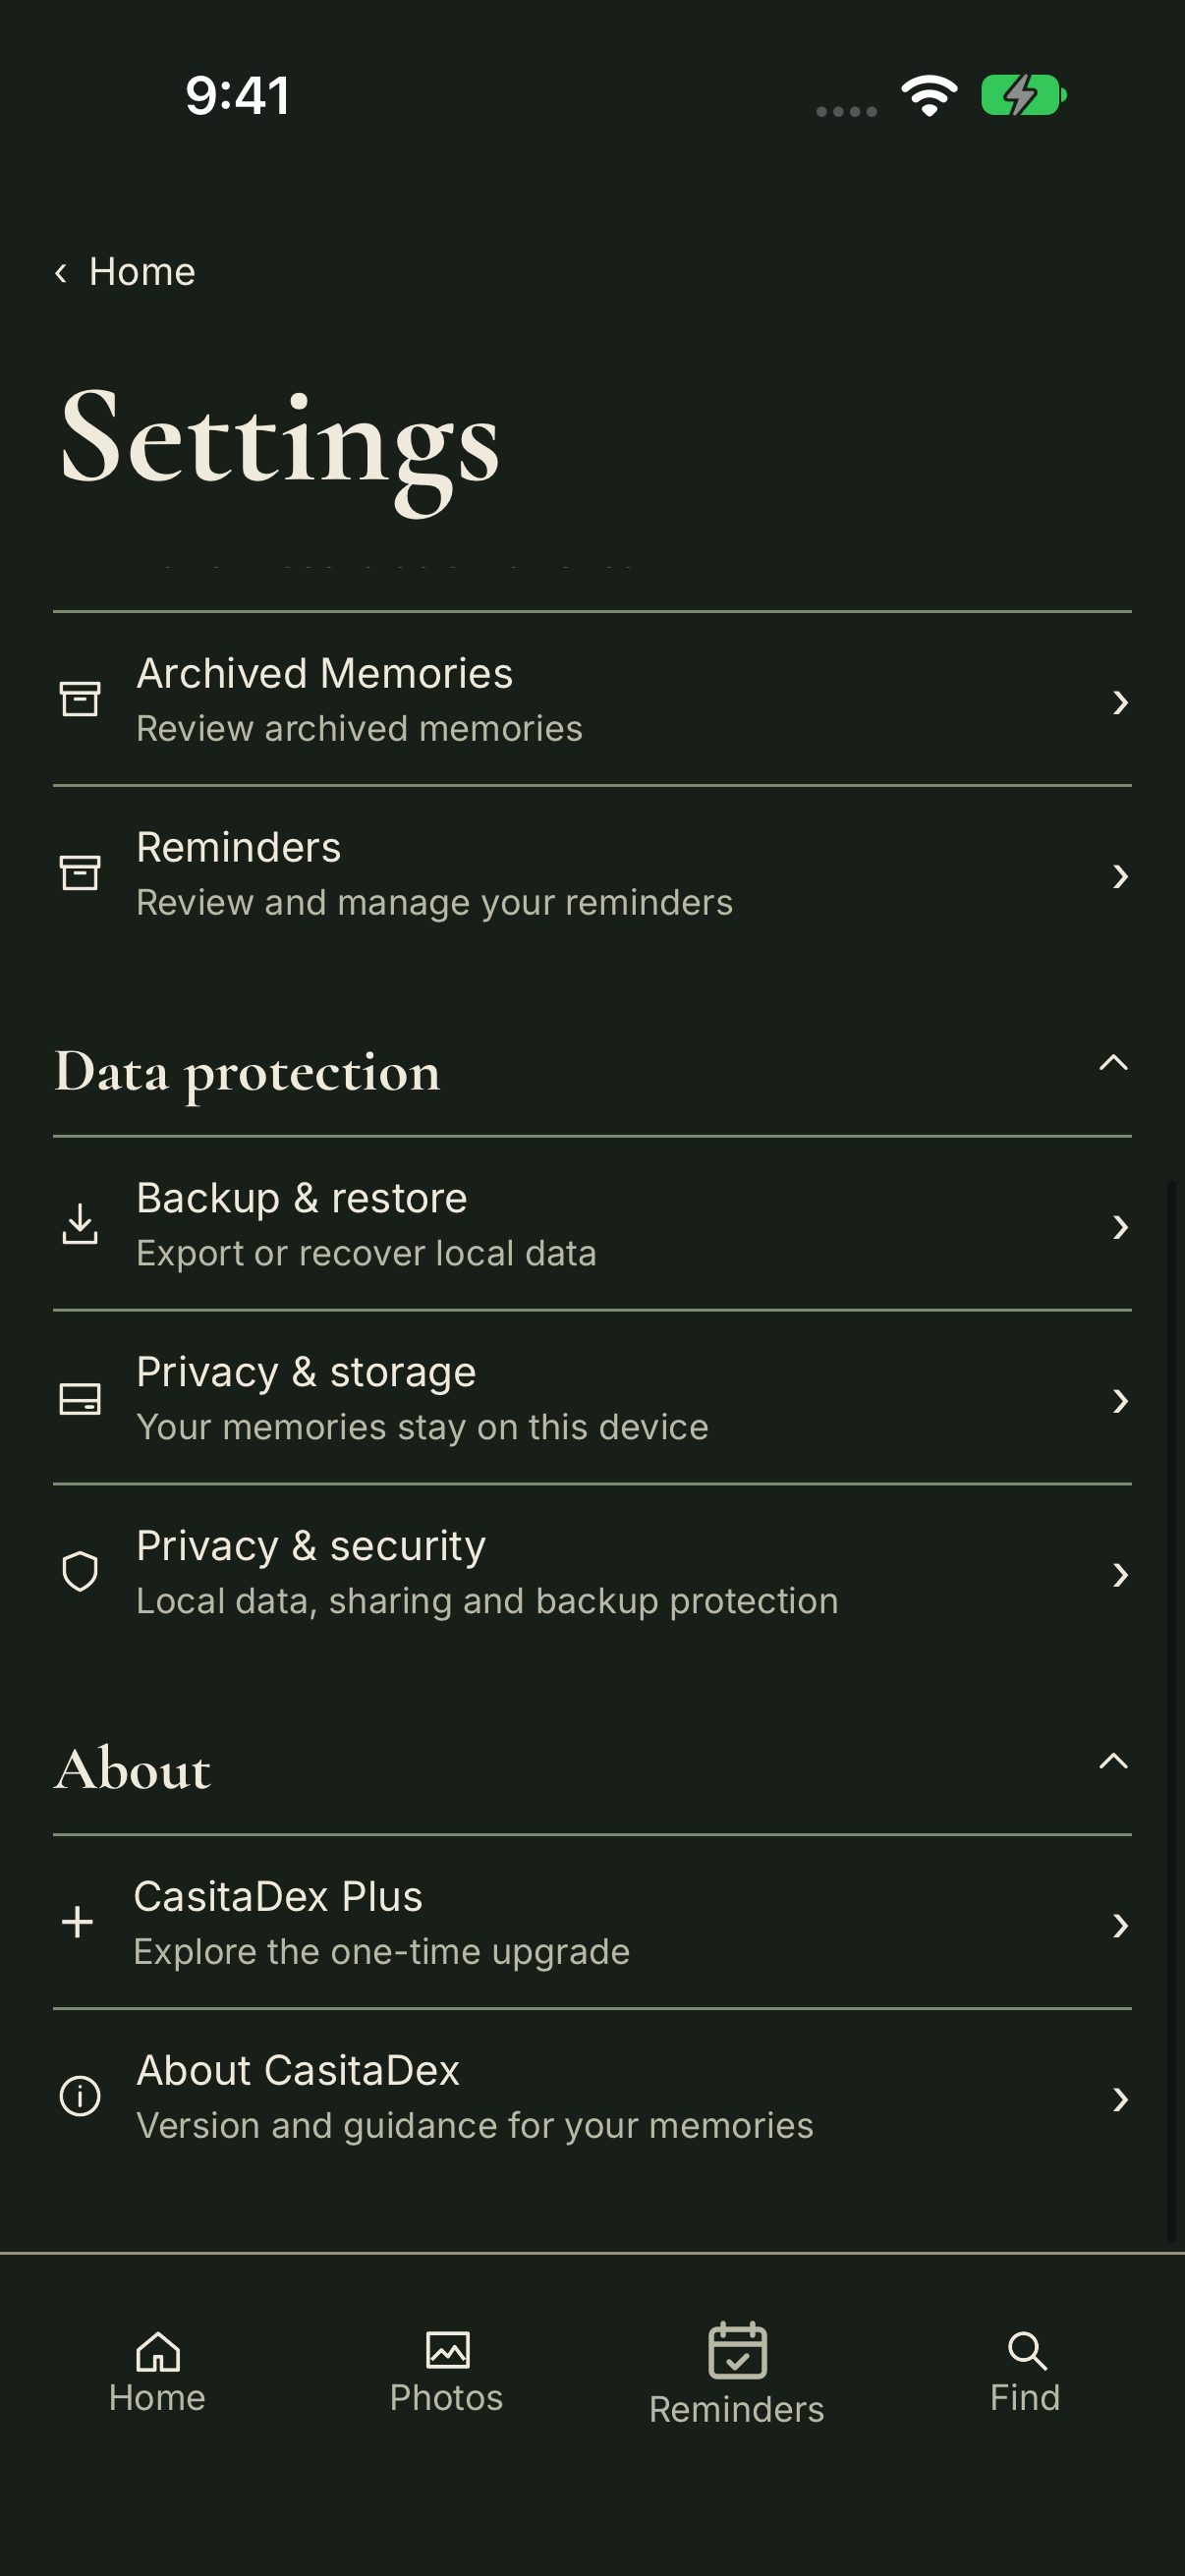 9:41
‹ Home
Settings
Archived Memories
Review archived memories
Reminders
Review and manage your reminders
Data protection
Backup & restore
Export or recover local data
Privacy & storage
Your memories stay on this device
Privacy & security
Local data, sharing and backup protection
About
CasitaDex Plus
Explore the one-time upgrade
About CasitaDex
Version and guidance for your memories
Home
Photos
Reminders
Find